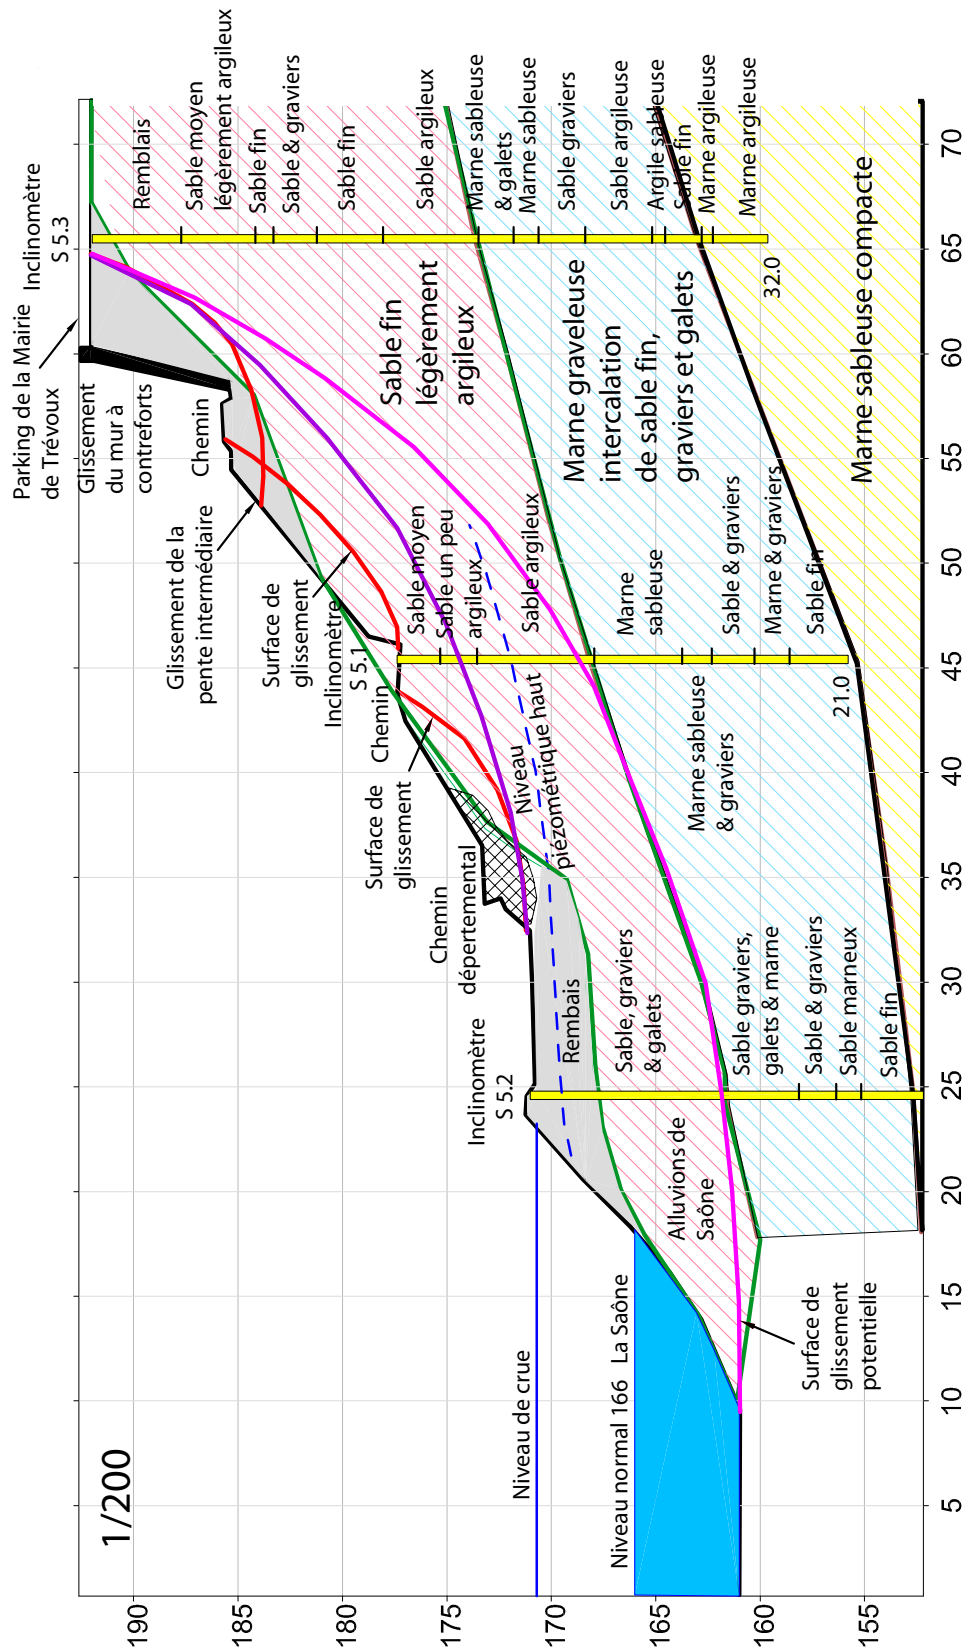 1/200
Parking de la Mairie
de Trévoux
Inclinomètre
S 5.3
Glissement
du mur à
contreforts
Chemin
Glissement de la
pente intermédiaire
Surface de
glissement
Inclinomètre
S 5.1
Chemin
Surface de
glissement
Chemin
dépertemental
Inclinomètre
S 5.2
Niveau de crue
Niveau normal 166 La Saône
Surface de
glissement
potentielle
Alluvions de
Saône
Rembais
Niveau
piézométrique haut
Remblais
Sable moyen
légèrement argileux
Sable fin
Sable & graviers
Sable fin
Sable argileux
Marne sableuse
& galets
Marne sableuse
Sable graviers
Sable argileux
Argile sableuse
Sable fin
Marne argileux
Marne argileux
32.0
Sable fin
légèrement
argileux
Marne graveleuse
intercalation
de sable fin,
graviers et galets
Marne sableuse compacte
Sable moyen
Sable un peu
argileux
Sable argileux
Marne
sableuse
Sable & graviers
Marne & graviers
Sable fin
21.0
Marne sableuse
& graviers
Sable, graviers
& galets
Sable graviers,
galets & marne
Sable & graviers
Sable marneux
Sable fin
190
185
180
175
170
165
160
155
5
10
15
20
25
30
35
40
45
50
55
60
65
70